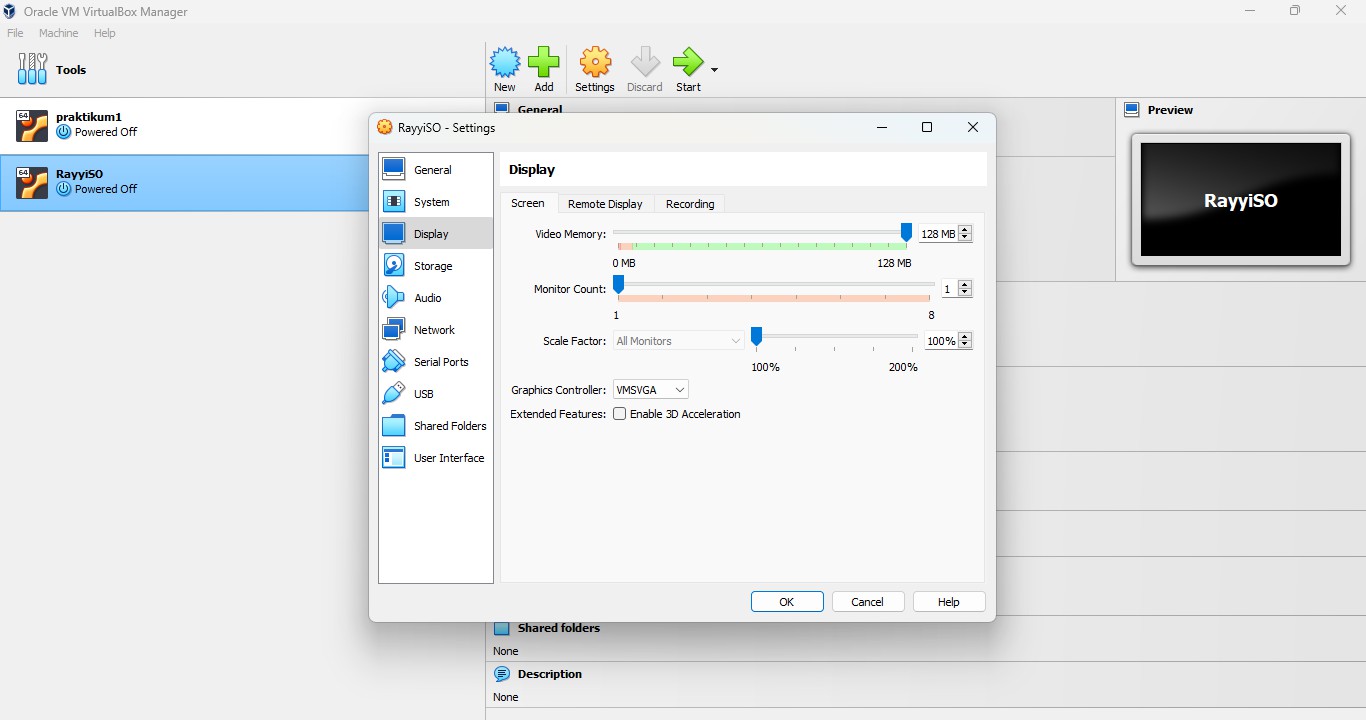 Oracle VM VirtualBox Manager
File Machine Help
Tools
New Add Settings Discard Start
64 praktikum1
Powered Off
64 RayyiSO
Powered Off
General
Preview
RayyiSO
RayyiSO - Settings
General
System
Display
Storage
Audio
Network
Serial Ports
USB
Shared Folders
User Interface
Display
Screen Remote Display Recording
Video Memory: 128 MB
0 MB 128 MB
Monitor Count: 1
1 8
Scale Factor: All Monitors 100%
100% 200%
Graphics Controller: VMSVGA
Extended Features: Enable 3D Acceleration
OK Cancel Help
Shared folders
None
Description
None